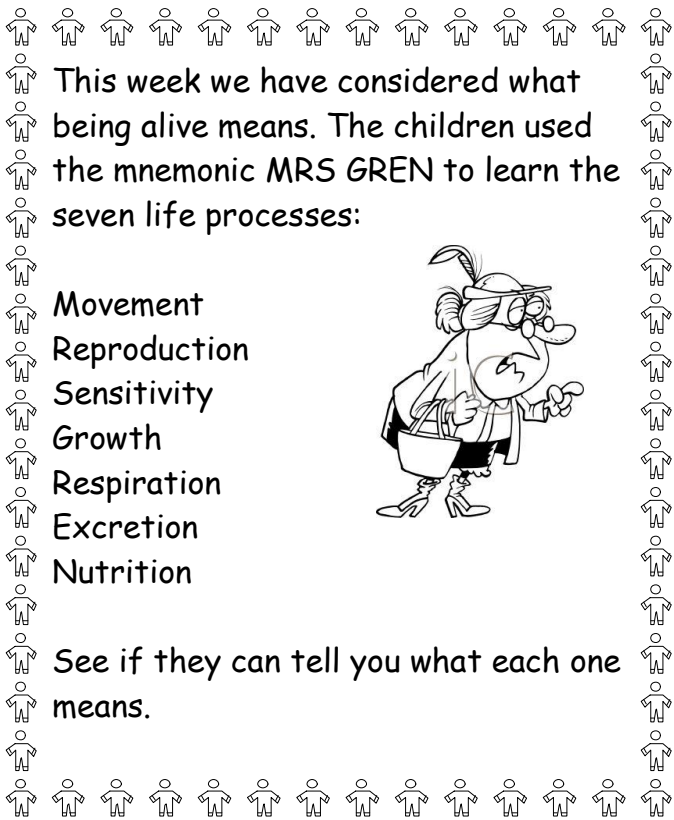 This week we have considered what
being alive means. The children used
the mnemonic MRS GREN to learn the
seven life processes:
Movement
Reproduction
Sensitivity
Growth
Respiration
Excretion
Nutrition
See if they can tell you what each one
means.